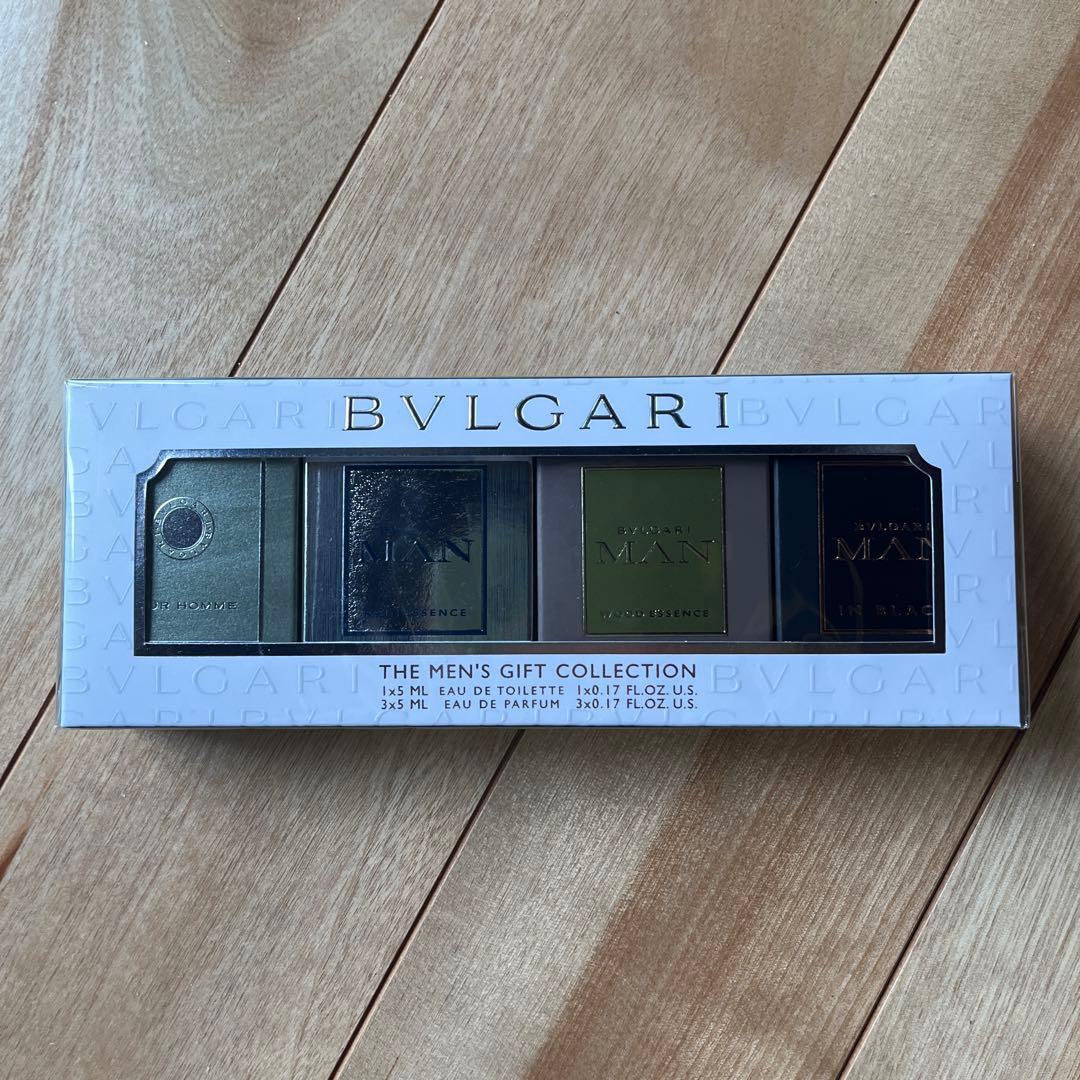 BVLGARI
UR HOMME
MAN
ESSENCE
BVLGARI
MAN
WOOD ESSENCE
BVLGARI
MAN
IN BLAC
THE MEN'S GIFT COLLECTION
1x5 ML EAU DE TOILETTE 1x0.17 FL.OZ. U.S.
3x5 ML EAU DE PARFUM 3x0.17 FL.OZ. U.S.